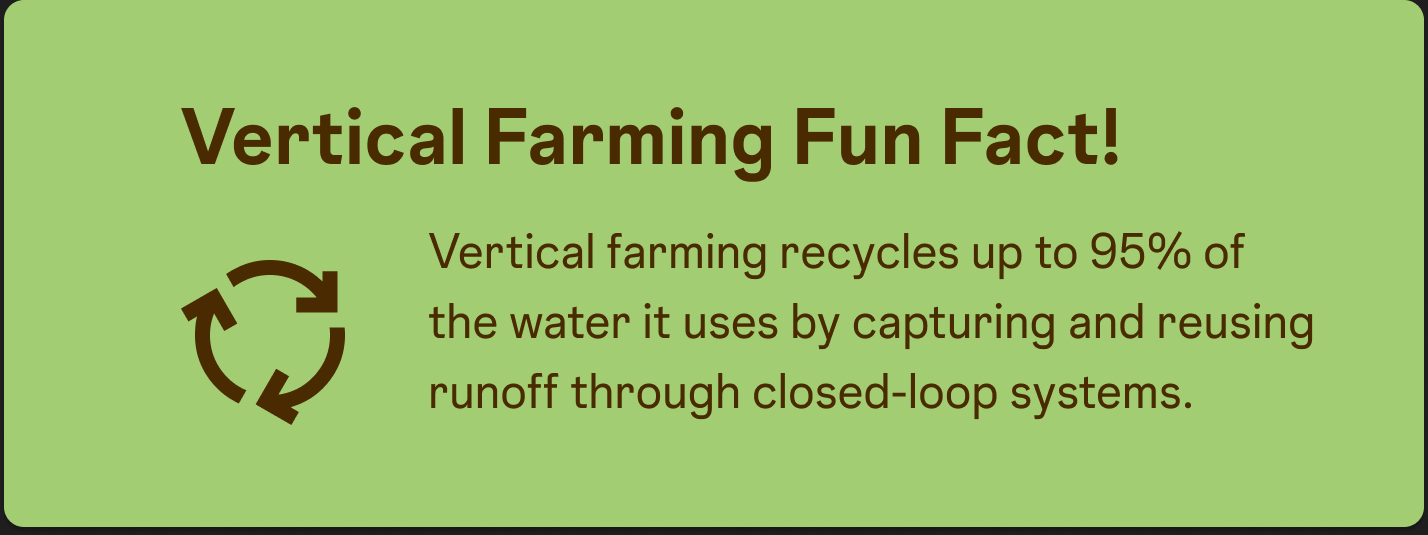 Vertical Farming Fun Fact!
Vertical farming recycles up to 95% of
the water it uses by capturing and reusing
runoff through closed-loop systems.